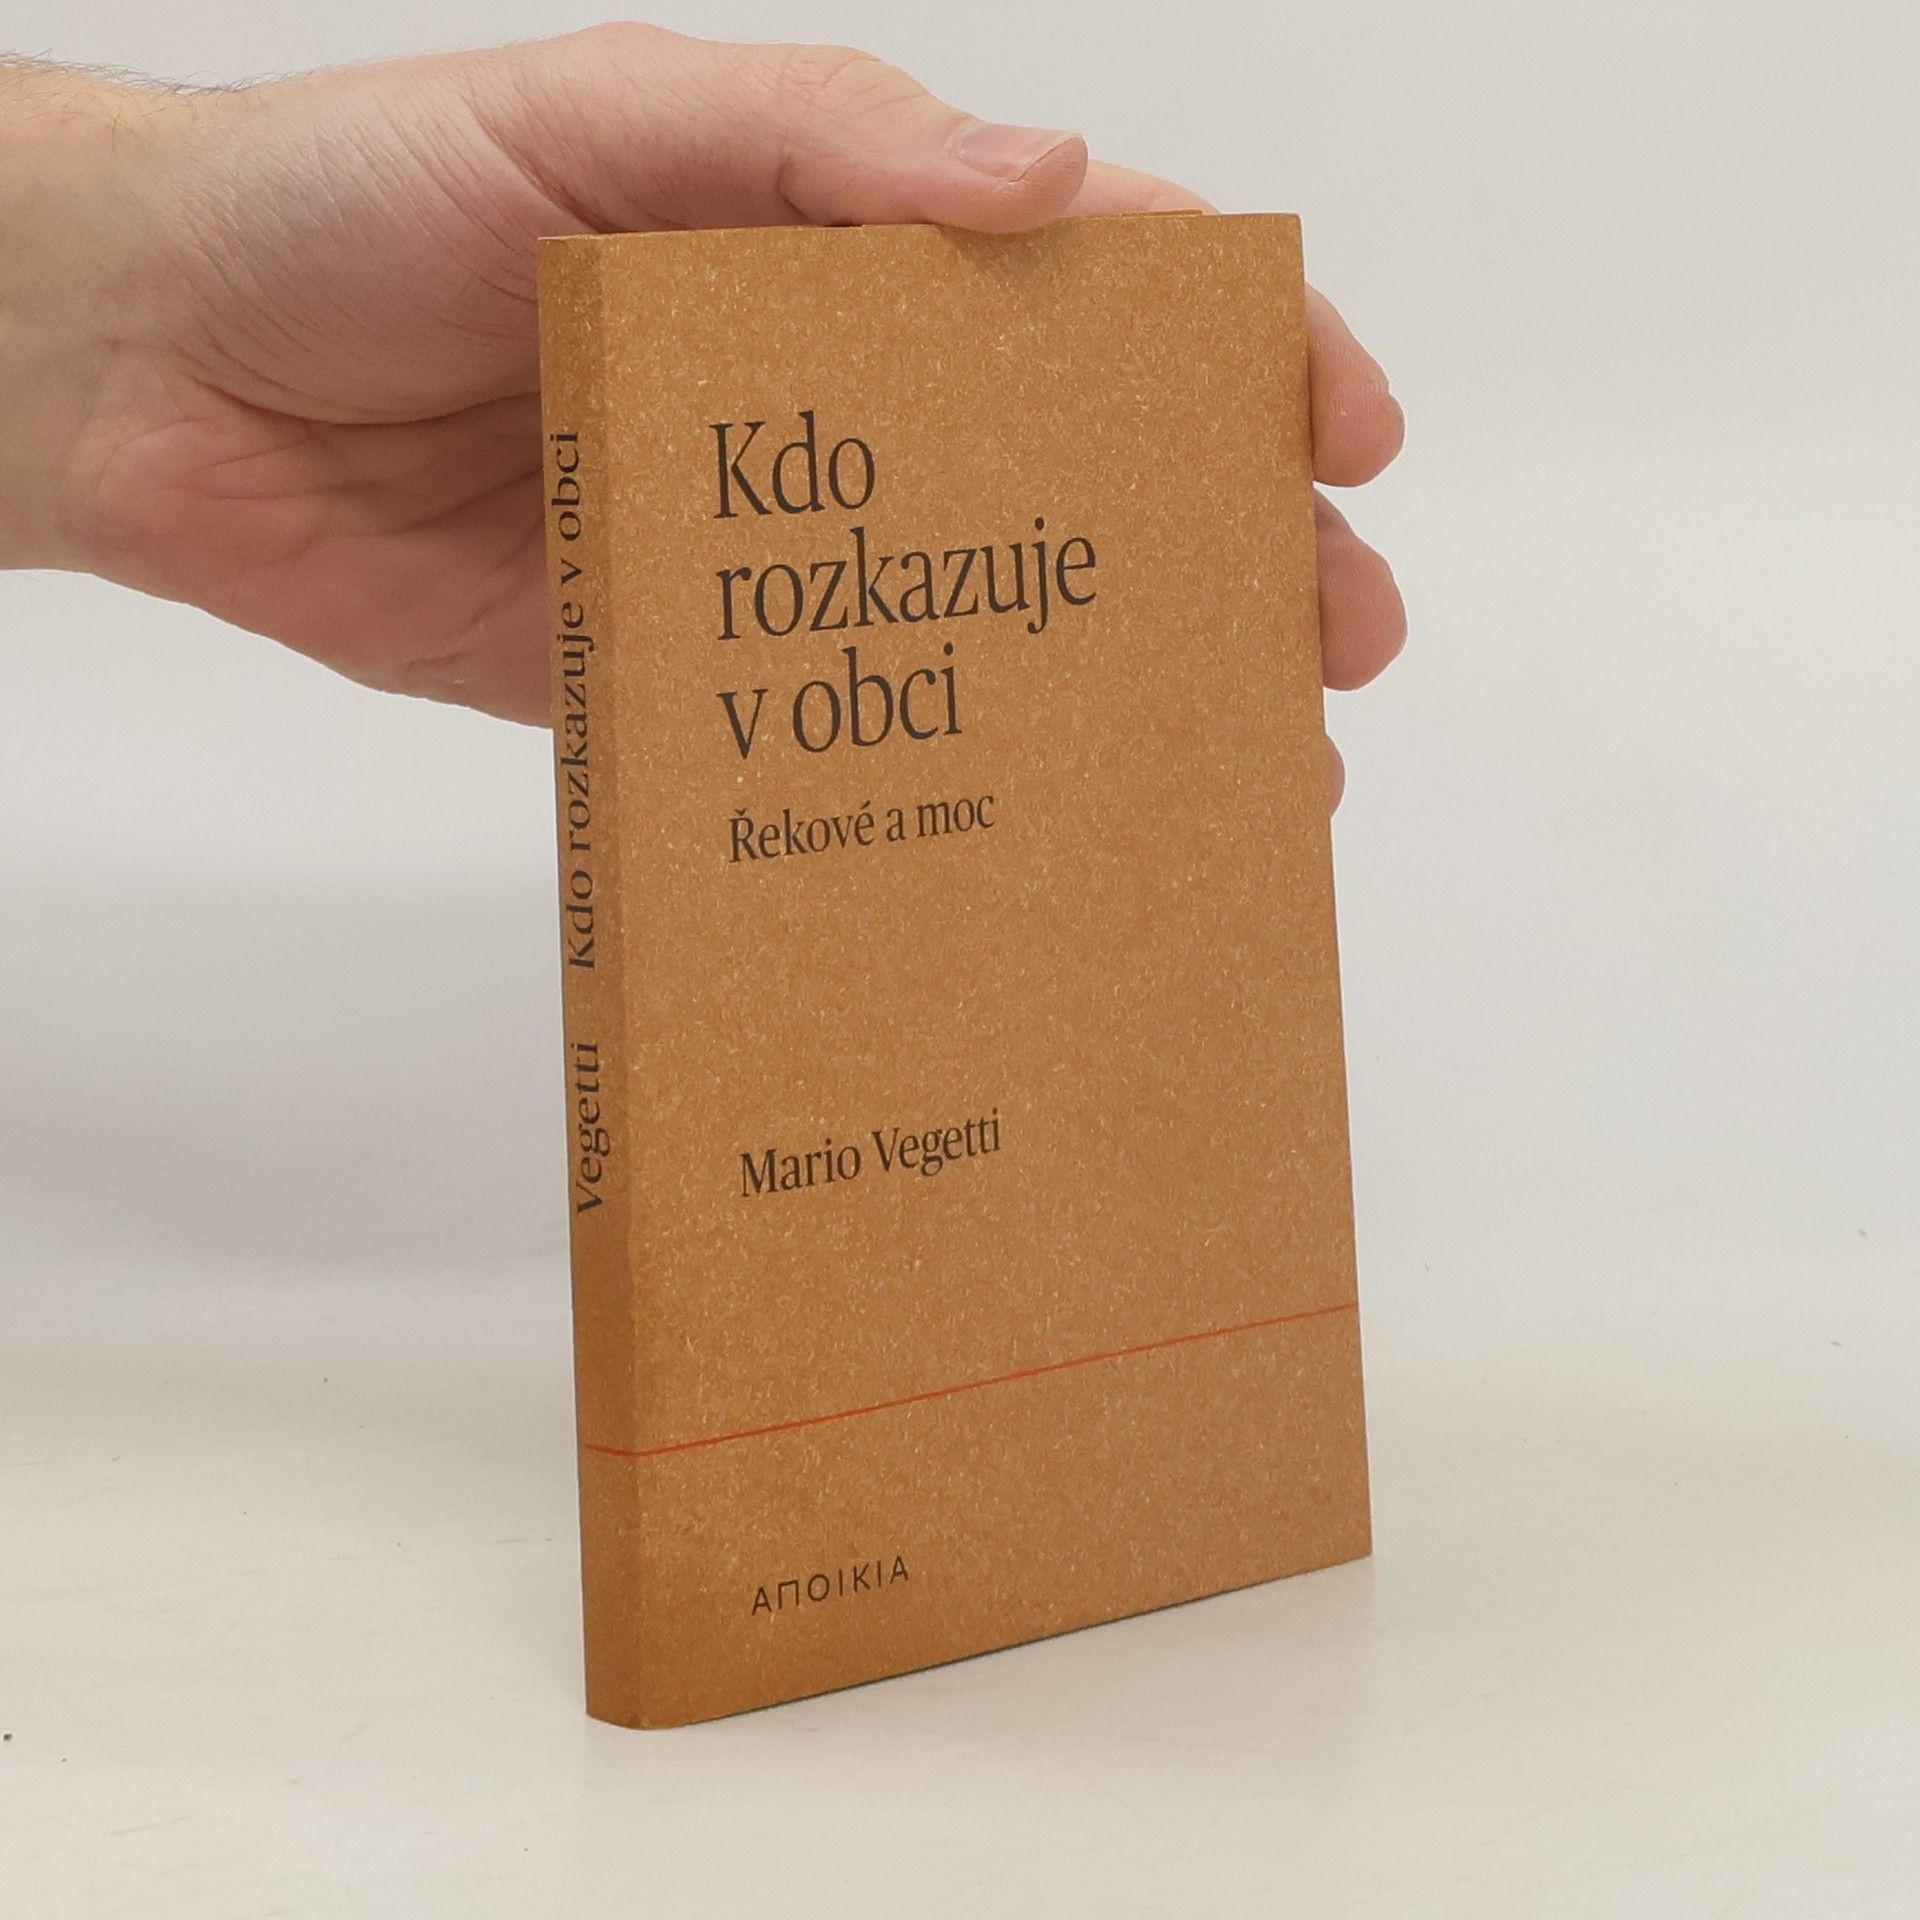 Kdo
rozkazuje
v obci
Řekové a moc
Mario Vegetti
ΑΠΟΙΚΙΑ
Vegetti Kdo rozkazuje v obci